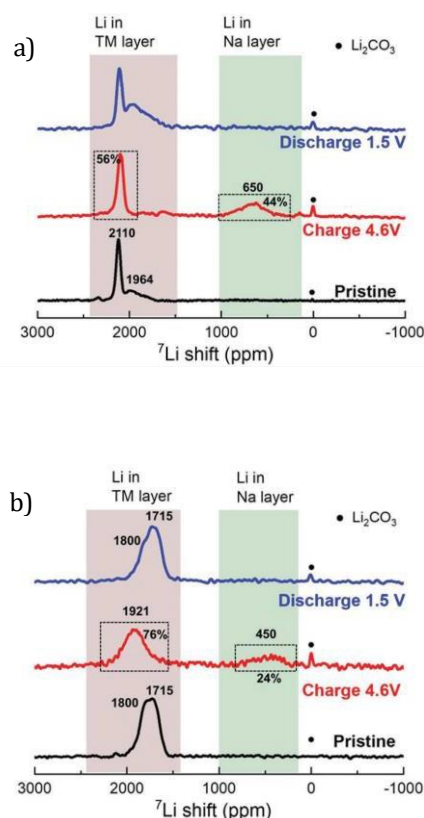 a)
Li in
TM layer
Li in
Na layer
• Li₂CO₃
Discharge 1.5 V
56%
650
44%
Charge 4.6V
2110
1964
Pristine
3000 2000 1000 0 -1000
⁷Li shift (ppm)
b)
Li in
TM layer
Li in
Na layer
• Li₂CO₃
1715
1800
Discharge 1.5 V
1921
76%
450
24%
Charge 4.6V
1715
1800
Pristine
3000 2000 1000 0 -1000
⁷Li shift (ppm)